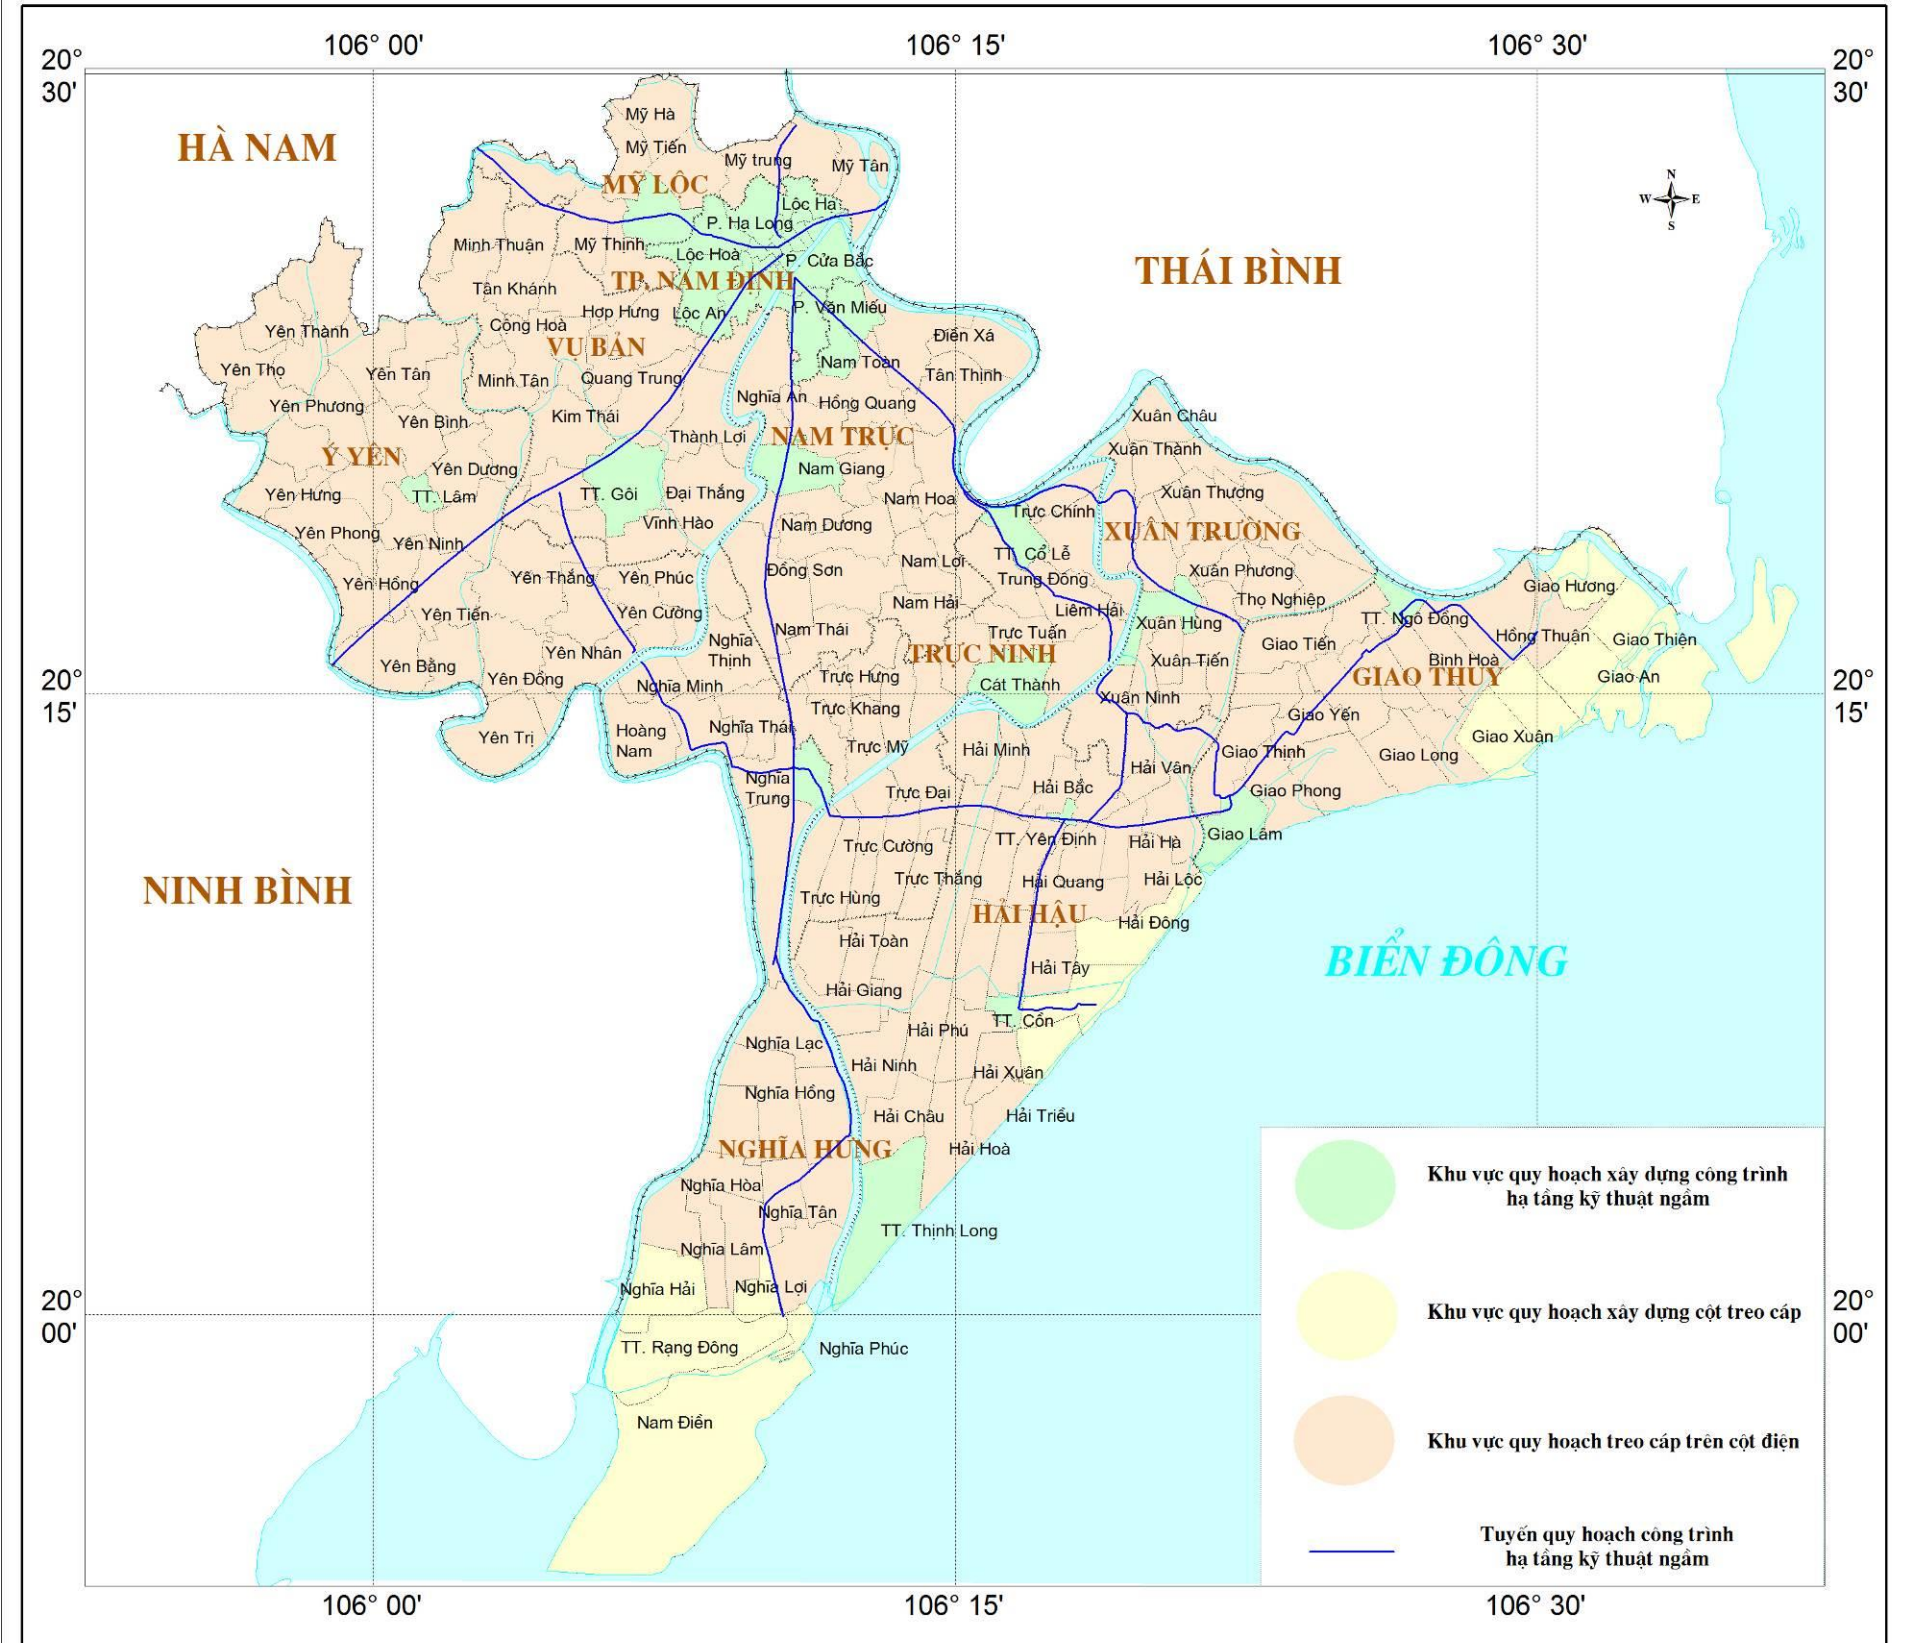 106° 00'
106° 15'
106° 30'
20°
30'
20°
30'
HÀ NAM
Mỹ Hà
Mỹ Tiến
Mỹ trung
Mỹ Tân
MỸ LỘC
N
W
E
S
Lộc Hạ
P. Hạ Long
Minh Thuận
Mỹ Thịnh
Lộc Hoà
P. Cửa Bắc
THÁI BÌNH
TP. NAM ĐỊNH
Tân Khánh
Hợp Hưng
Lộc An
P. Văn Miếu
Yên Thành
Cộng Hoà
Điền Xá
VỤ BẢN
Yên Thọ
Yên Tân
Minh Tân
Quang Trung
Nam Toàn
Tân Thịnh
Yên Phương
Yên Bình
Kim Thái
Nghĩa An
Hồng Quang
Xuân Châu
Thành Lợi
NAM TRỰC
Xuân Thành
Ý YÊN
Yên Dương
Nam Giang
Yên Hưng
TT. Lâm
TT. Gôi
Đại Thắng
Nam Hoa
Xuân Thượng
Trực Chính
Yên Phong
Yên Ninh
Vĩnh Hào
Nam Dương
XUÂN TRƯỜNG
TT. Cổ Lễ
Yên Hồng
Yên Thắng
Yên Phúc
Đồng Sơn
Nam Lợi
Trung Đông
Xuân Phương
Giao Hương
Yên Tiến
Yên Cường
Nam Hải
Liêm Hải
Thọ Nghiệp
TT. Ngô Đồng
Nam Thái
Trực Tuấn
Xuân Hùng
Giao Tiến
Hồng Thuận
Giao Thiện
Yên Bằng
Yên Nhân
Nghĩa
Thịnh
TRỰC NINH
Xuân Tiến
Bình Hoà
Yên Đồng
Nghĩa Minh
Trực Hưng
Cát Thành
GIAO THUỶ
Giao An
20°
15'
20°
15'
Xuân Ninh
Trực Khang
Giao Yến
Yên Trị
Hoàng
Nam
Nghĩa Thái
Trực Mỹ
Hải Minh
Giao Thịnh
Giao Long
Giao Xuân
Nghĩa
Trung
Trực Đại
Hải Bắc
Hải Vân
Giao Phong
Trực Cường
TT. Yên Định
Hải Hà
Giao Lâm
NINH BÌNH
Trực Hùng
Trực Thắng
Hải Quang
Hải Lộc
HẢI HẬU
Hải Đông
Hải Toàn
BIỂN ĐÔNG
Hải Giang
Hải Tây
Hải Phú
TT. Cồn
Nghĩa Lạc
Hải Ninh
Hải Xuân
Nghĩa Hồng
Hải Châu
Hải Triều
NGHĨA HƯNG
Hải Hoà
Nghĩa Hòa
Nghĩa Tân
TT. Thịnh Long
Nghĩa Lâm
Nghĩa Hải
Nghĩa Lợi
20°
00'
20°
00'
TT. Rạng Đông
Nghĩa Phúc
Nam Điền
Khu vực quy hoạch xây dựng công trình
hạ tầng kỹ thuật ngầm
Khu vực quy hoạch xây dựng cột treo cáp
Khu vực quy hoạch treo cáp trên cột điện
Tuyến quy hoạch công trình
hạ tầng kỹ thuật ngầm
106° 00'
106° 15'
106° 30'